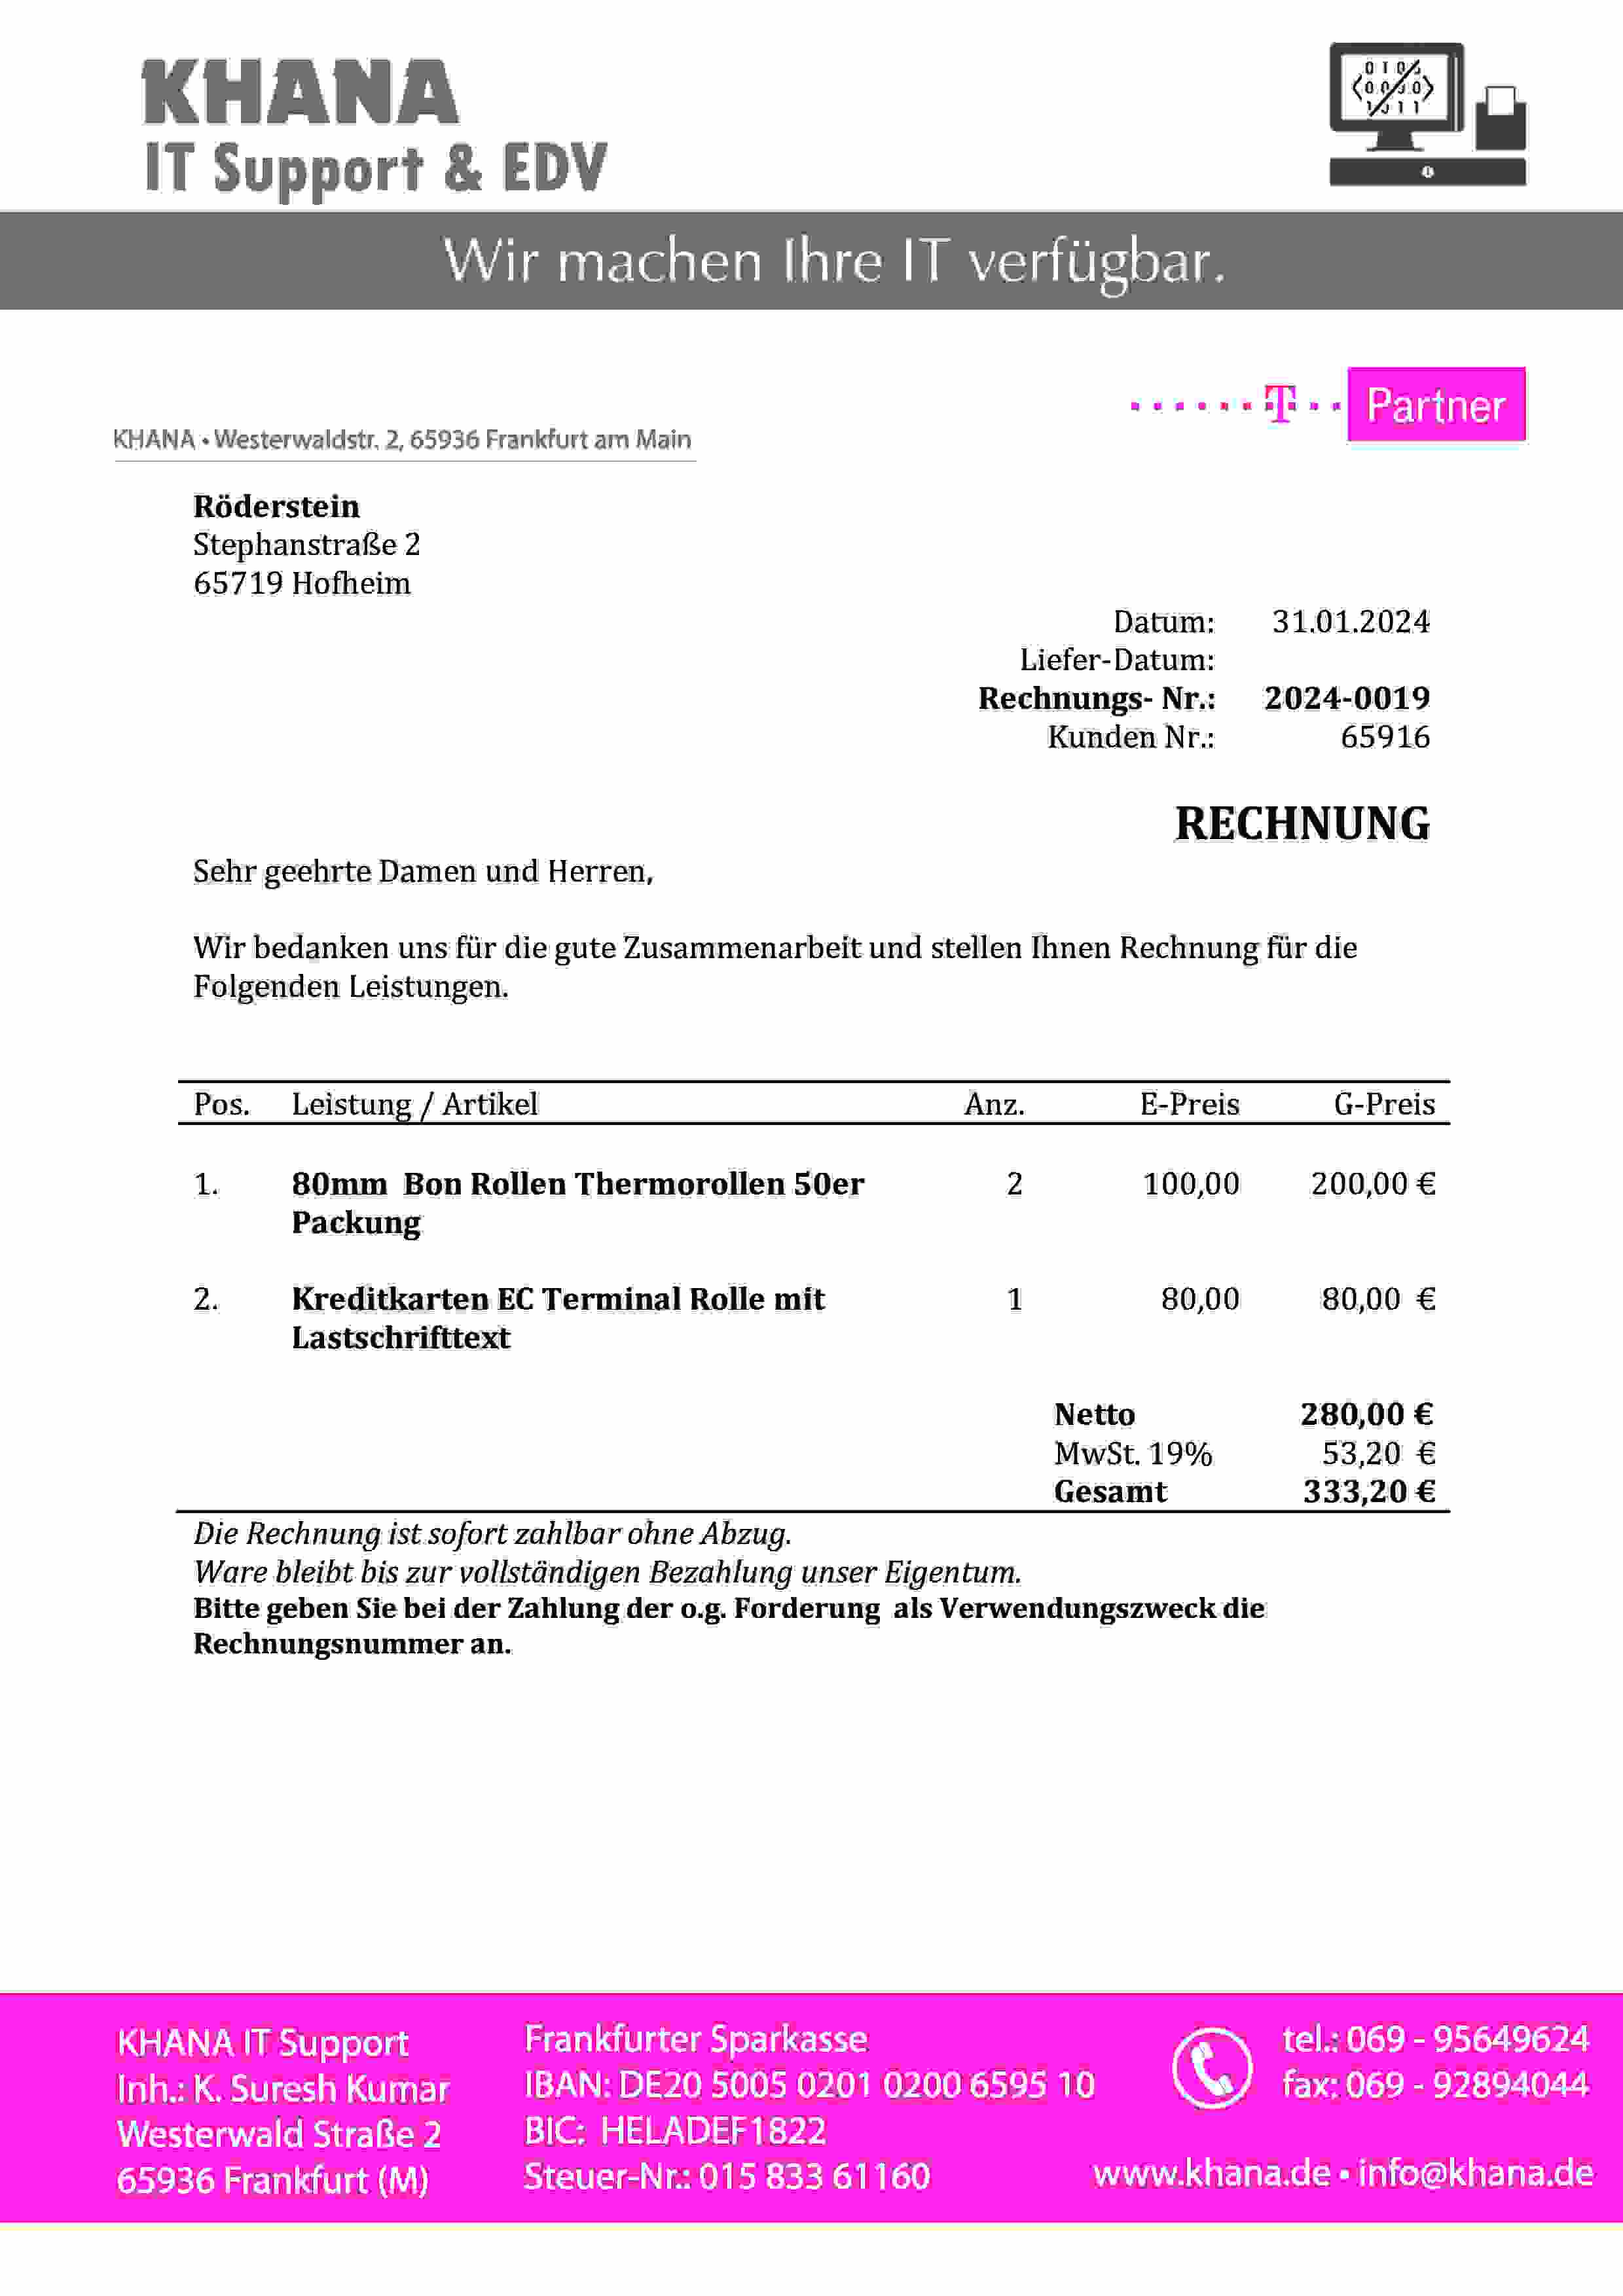 KHANA
IT Support & EDV
Wir machen Ihre IT verfügbar.
T Partner
KHANA • Westerwaldstr. 2, 65936 Frankfurt am Main
Röderstein
Stephanstraße 2
65719 Hofheim
Datum: 31.01.2024
Liefer-Datum:
Rechnungs- Nr.: 2024-0019
Kunden Nr.: 65916
RECHNUNG
Sehr geehrte Damen und Herren,
Wir bedanken uns für die gute Zusammenarbeit und stellen Ihnen Rechnung für die
Folgenden Leistungen.
Pos. Leistung / Artikel Anz. E-Preis G-Preis
1. 80mm Bon Rollen Thermorollen 50er 2 100,00 200,00 €
Packung
2. Kreditkarten EC Terminal Rolle mit 1 80,00 80,00 €
Lastschrifttext
Netto 280,00 €
MwSt. 19% 53,20 €
Gesamt 333,20 €
Die Rechnung ist sofort zahlbar ohne Abzug.
Ware bleibt bis zur vollständigen Bezahlung unser Eigentum.
Bitte geben Sie bei der Zahlung der o.g. Forderung als Verwendungszweck die
Rechnungsnummer an.
KHANA IT Support
Inh.: K. Suresh Kumar
Westerwald Straße 2
65936 Frankfurt (M)
Frankfurter Sparkasse
IBAN: DE20 5005 0201 0200 6595 10
BIC: HELADEF1822
Steuer-Nr.: 015 833 61160
tel.: 069 - 95649624
fax: 069 - 92894044
www.khana.de • info@khana.de